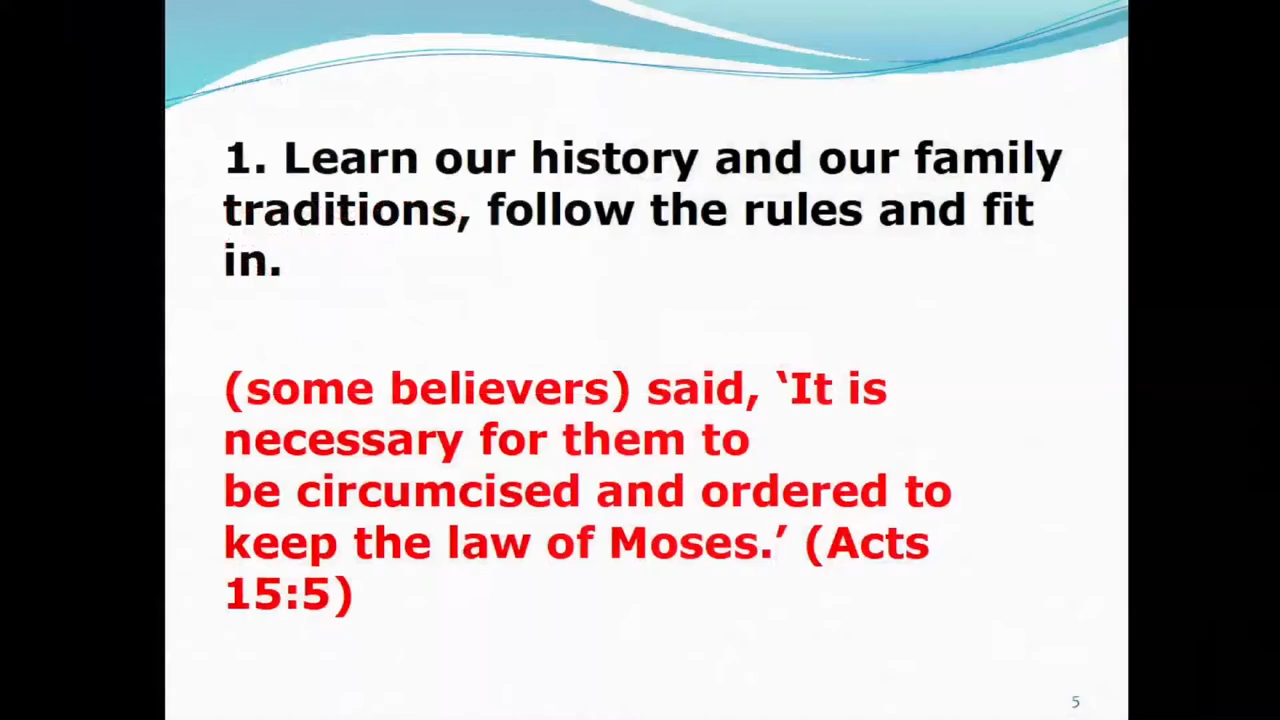 1. Learn our history and our family
traditions, follow the rules and fit
in.
(some believers) said, ‘It is
necessary for them to
be circumcised and ordered to
keep the law of Moses.’ (Acts
15:5)
5